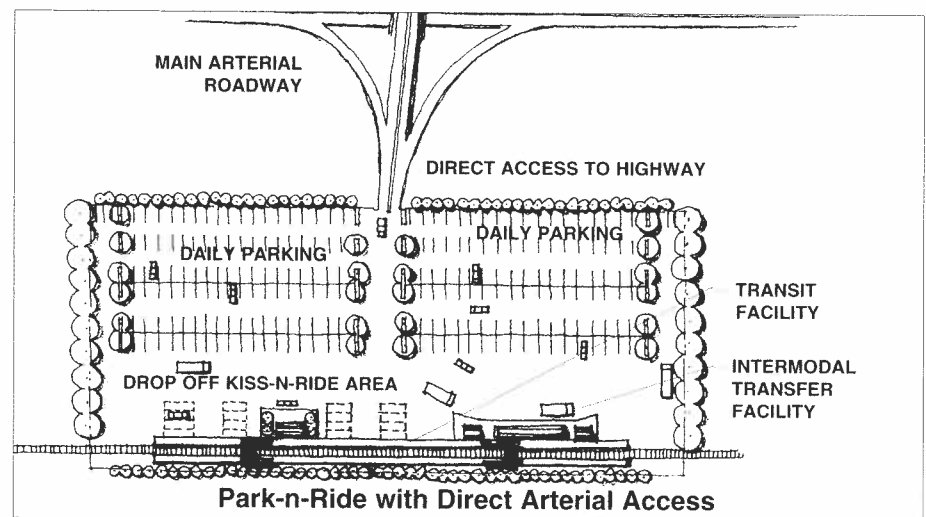 MAIN ARTERIAL
ROADWAY
DIRECT ACCESS TO HIGHWAY
DAILY PARKING
DAILY PARKING
TRANSIT
FACILITY
INTERMODAL
TRANSFER
FACILITY
DROP OFF KISS-N-RIDE AREA
Park-n-Ride with Direct Arterial Access